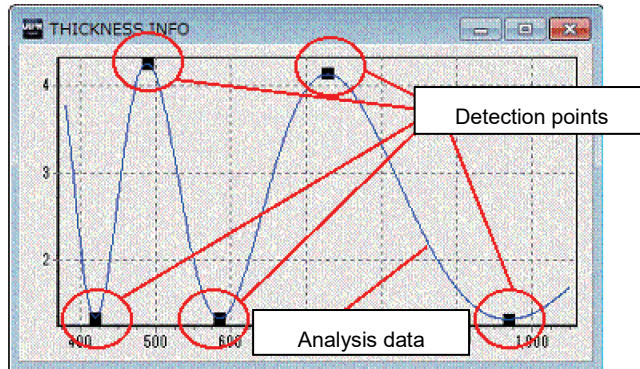 THICKNESS INFO
4
Detection points
3
2
Analysis data
400 500 600 1,000